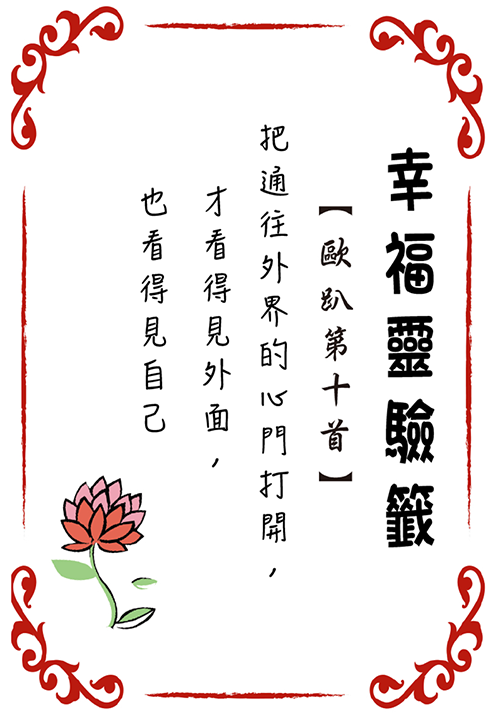 幸福靈驗籤
【歐趴第十首】
把通往外界的心門打開，
才看得見外面，
也看得見自己